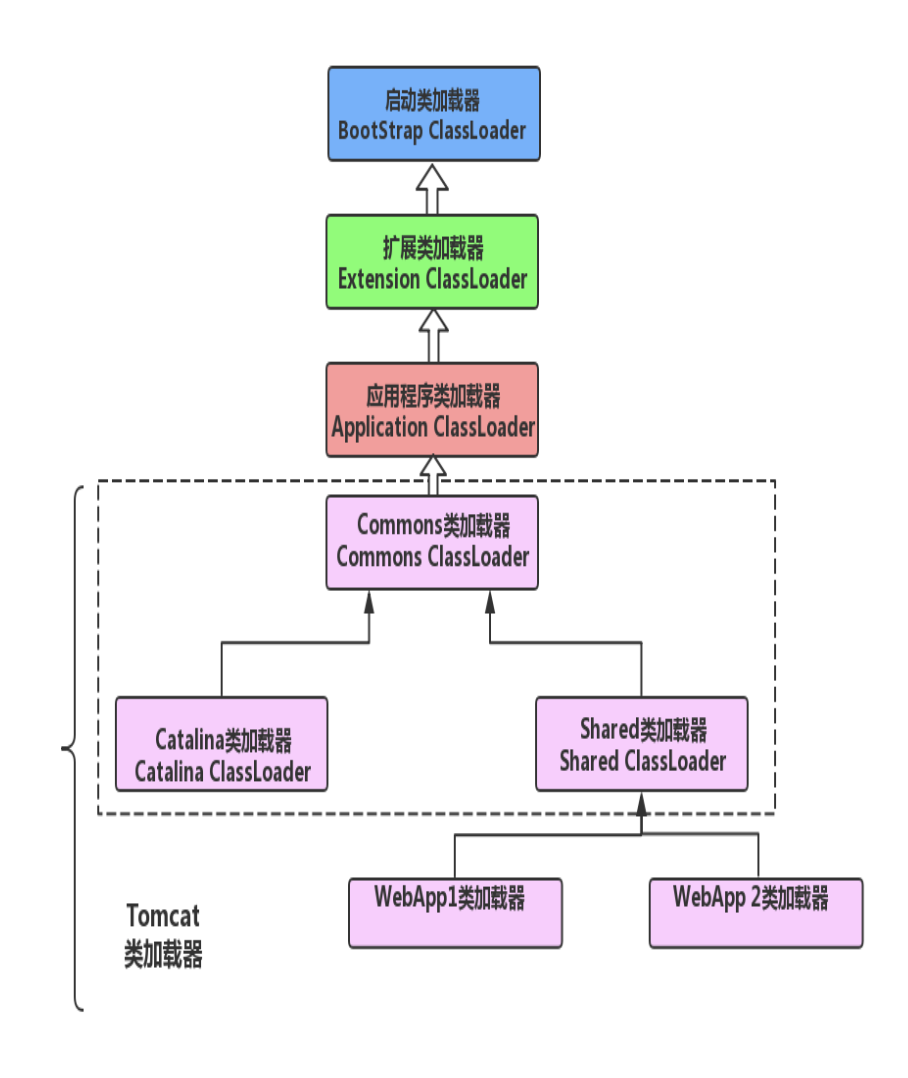 启动类加载器
BootStrap ClassLoader
扩展类加载器
Extension ClassLoader
应用程序类加载器
Application ClassLoader
Commons类加载器
Commons ClassLoader
Catalina类加载器
Catalina ClassLoader
Shared类加载器
Shared ClassLoader
WebApp1类加载器
WebApp 2类加载器
Tomcat
类加载器